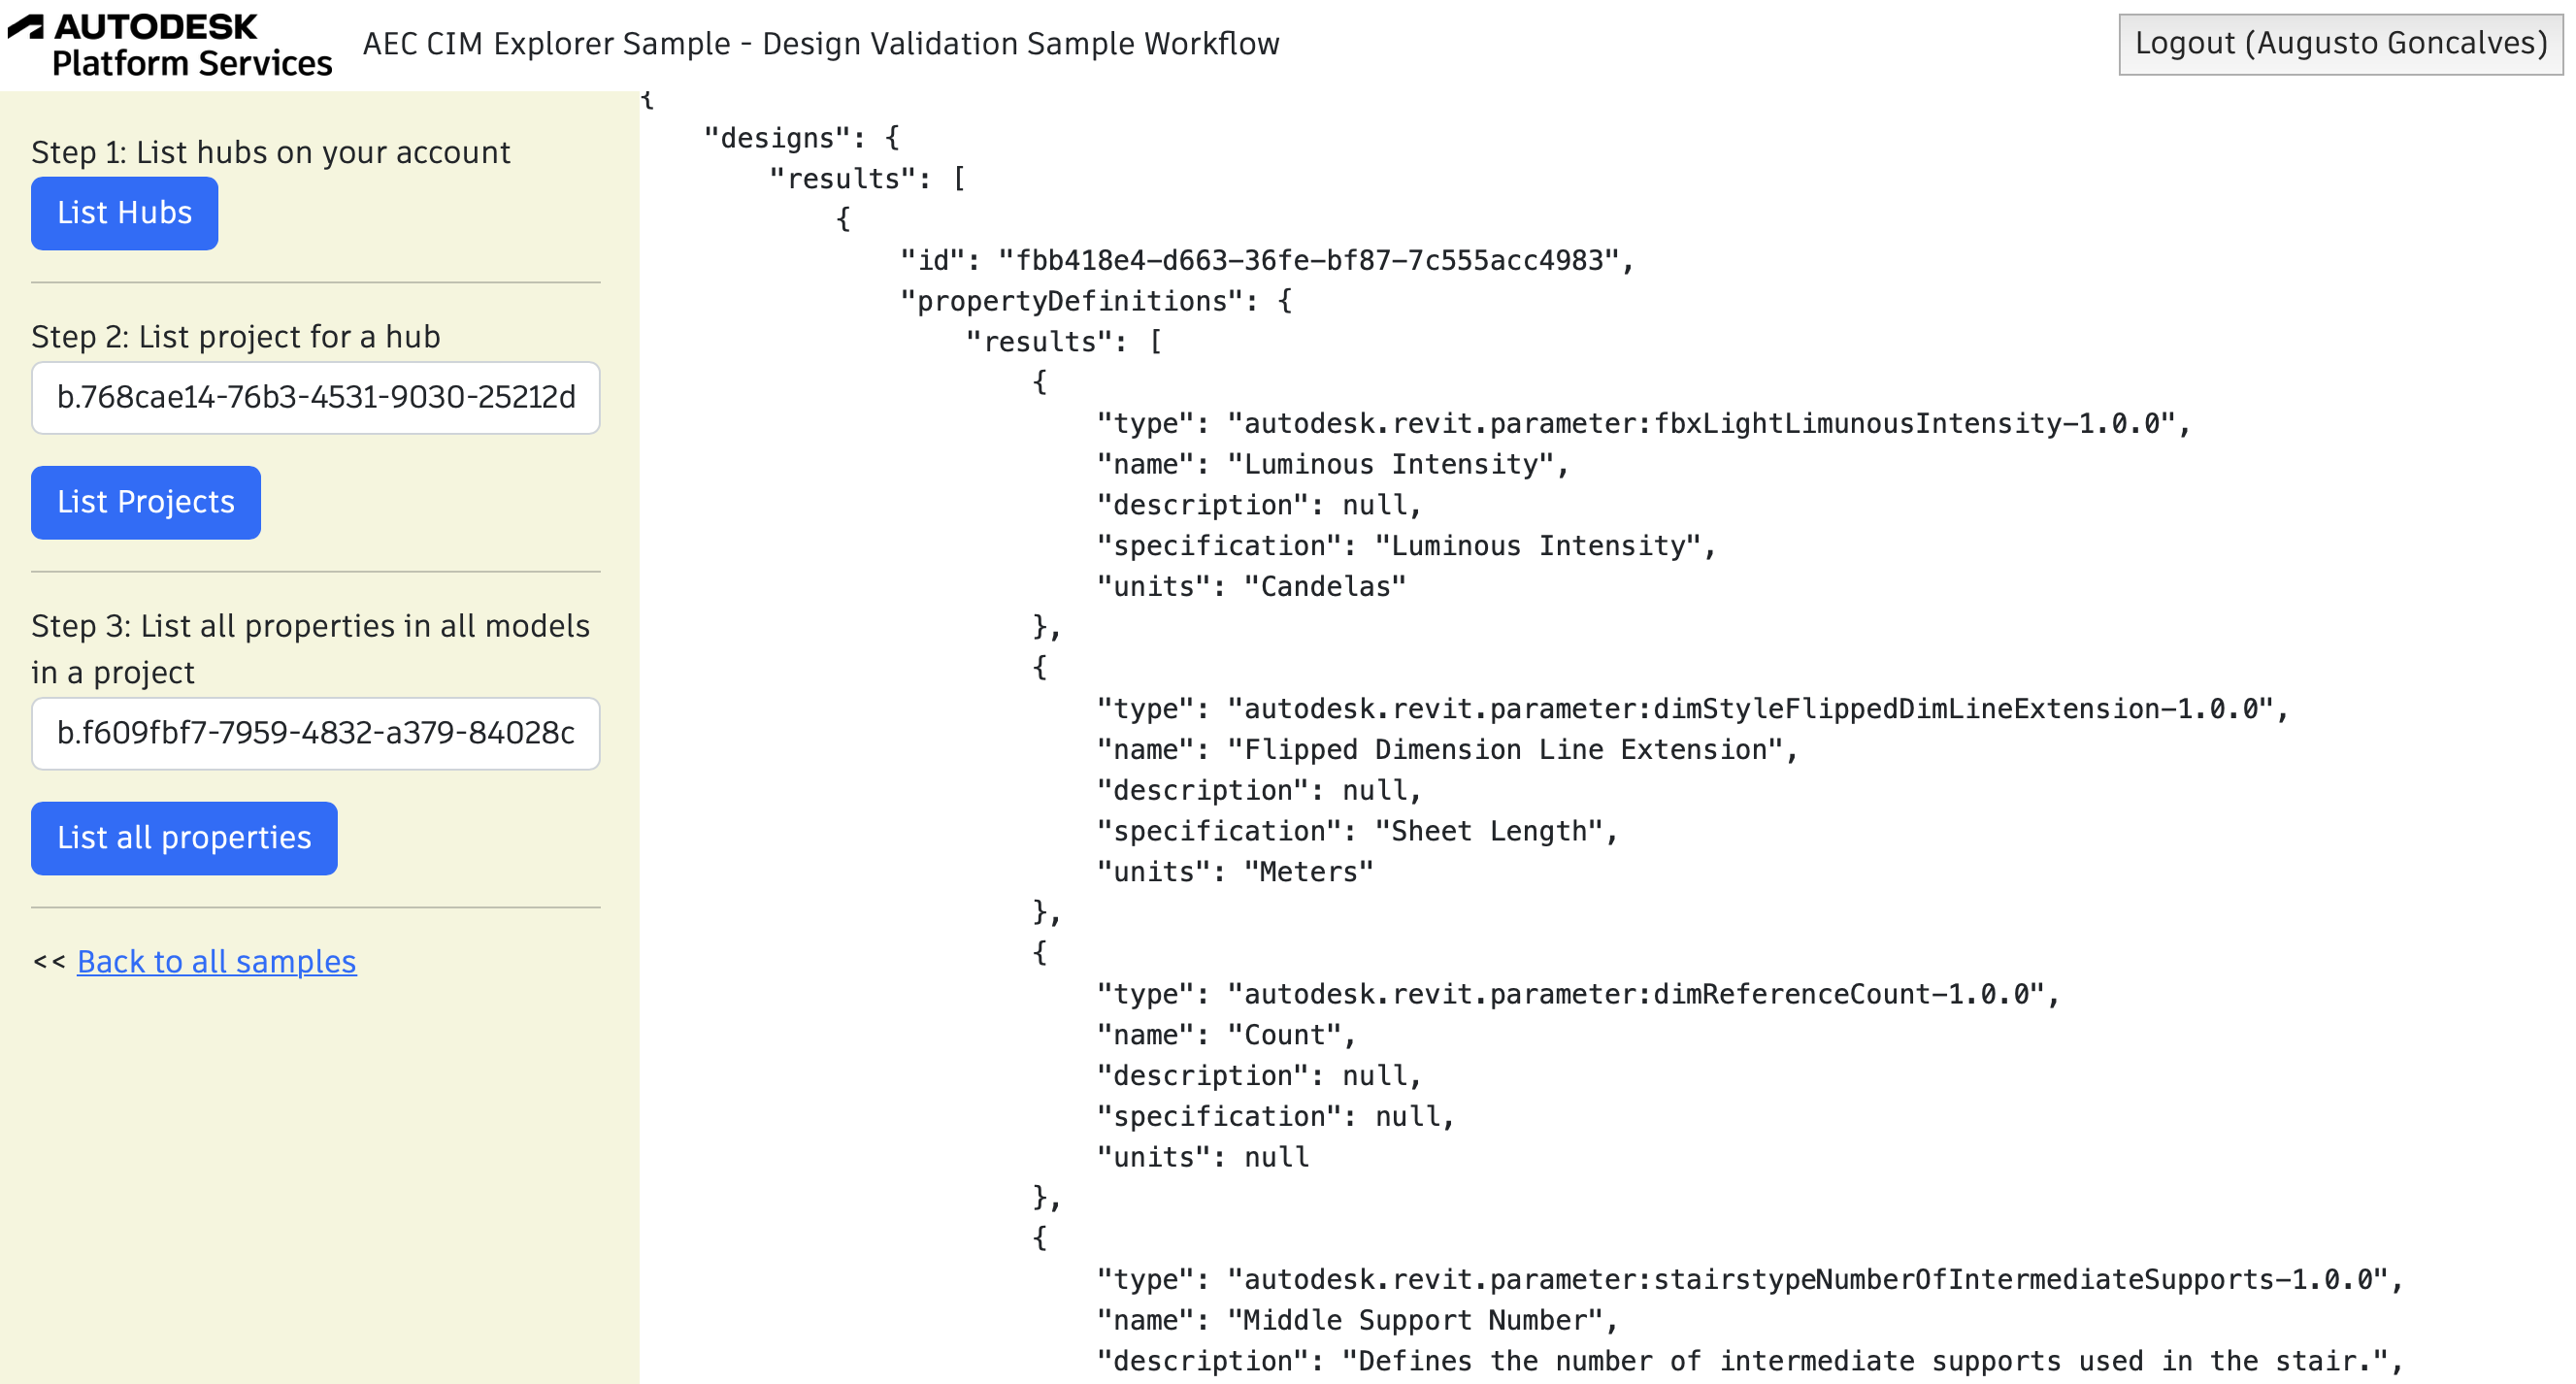 AUTODESK
Platform Services
AEC CIM Explorer Sample - Design Validation Sample Workflow
Logout (Augusto Goncalves)
Step 1: List hubs on your account
List Hubs
Step 2: List project for a hub
b.768cae14-76b3-4531-9030-25212d
List Projects
Step 3: List all properties in all models
in a project
b.f609fbf7-7959-4832-a379-84028c
List all properties
<< Back to all samples
{
"designs": {
"results": [
{
"id": "fbb418e4-d663-36fe-bf87-7c555acc4983",
"propertyDefinitions": {
"results": [
{
"type": "autodesk.revit.parameter:fbxLightLimunousIntensity-1.0.0",
"name": "Luminous Intensity",
"description": null,
"specification": "Luminous Intensity",
"units": "Candelas"
},
{
"type": "autodesk.revit.parameter:dimStyleFlippedDimLineExtension-1.0.0",
"name": "Flipped Dimension Line Extension",
"description": null,
"specification": "Sheet Length",
"units": "Meters"
},
{
"type": "autodesk.revit.parameter:dimReferenceCount-1.0.0",
"name": "Count",
"description": null,
"specification": null,
"units": null
},
{
"type": "autodesk.revit.parameter:stairstypeNumberOfIntermediateSupports-1.0.0",
"name": "Middle Support Number",
"description": "Defines the number of intermediate supports used in the stair.",